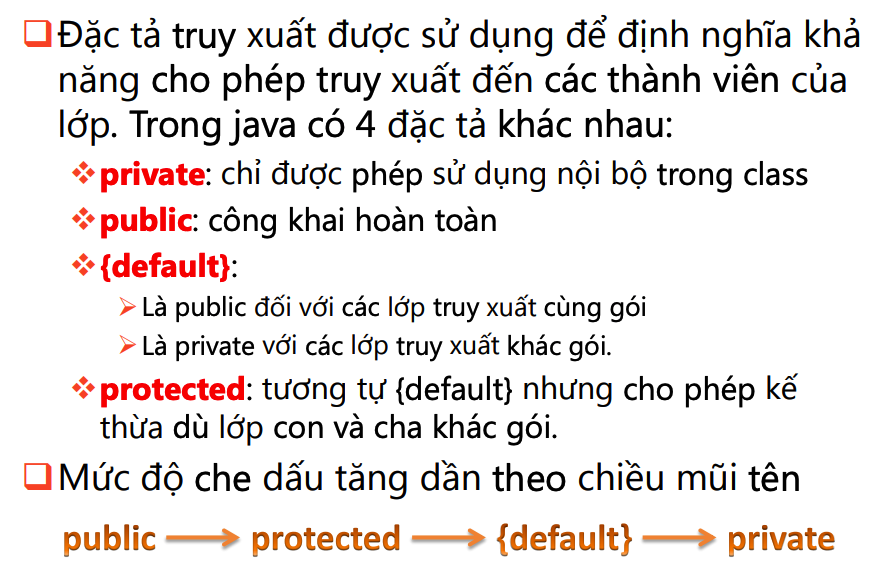 Đặc tả truy xuất được sử dụng để định nghĩa khả
năng cho phép truy xuất đến các thành viên của
lớp. Trong java có 4 đặc tả khác nhau:
private: chỉ được phép sử dụng nội bộ trong class
public: công khai hoàn toàn
{default}:
Là public đối với các lớp truy xuất cùng gói
Là private với các lớp truy xuất khác gói.
protected: tương tự {default} nhưng cho phép kế
thừa dù lớp con và cha khác gói.
Mức độ che dấu tăng dần theo chiều mũi tên
public → protected → {default} → private